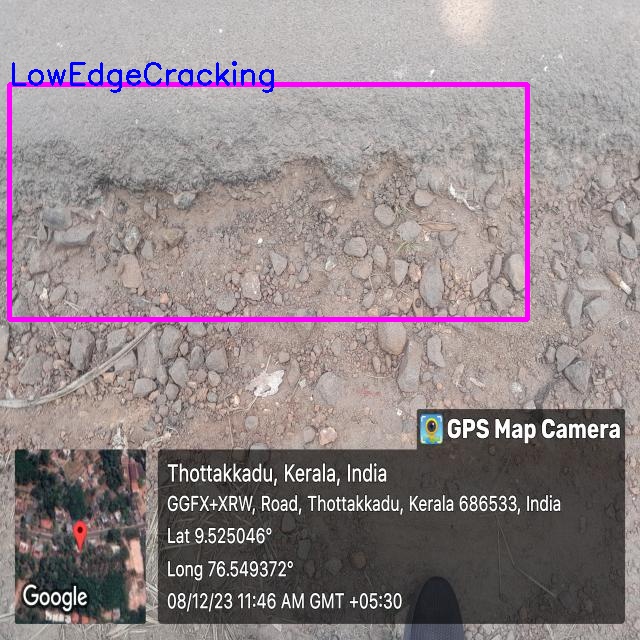 LowEdgeCracking
GPS Map Camera
Thottakkadu, Kerala, India
GGFX+XRW, Road, Thottakkadu, Kerala 686533, India
Lat 9.525046°
Long 76.549372°
08/12/23 11:46 AM GMT +05:30
Google